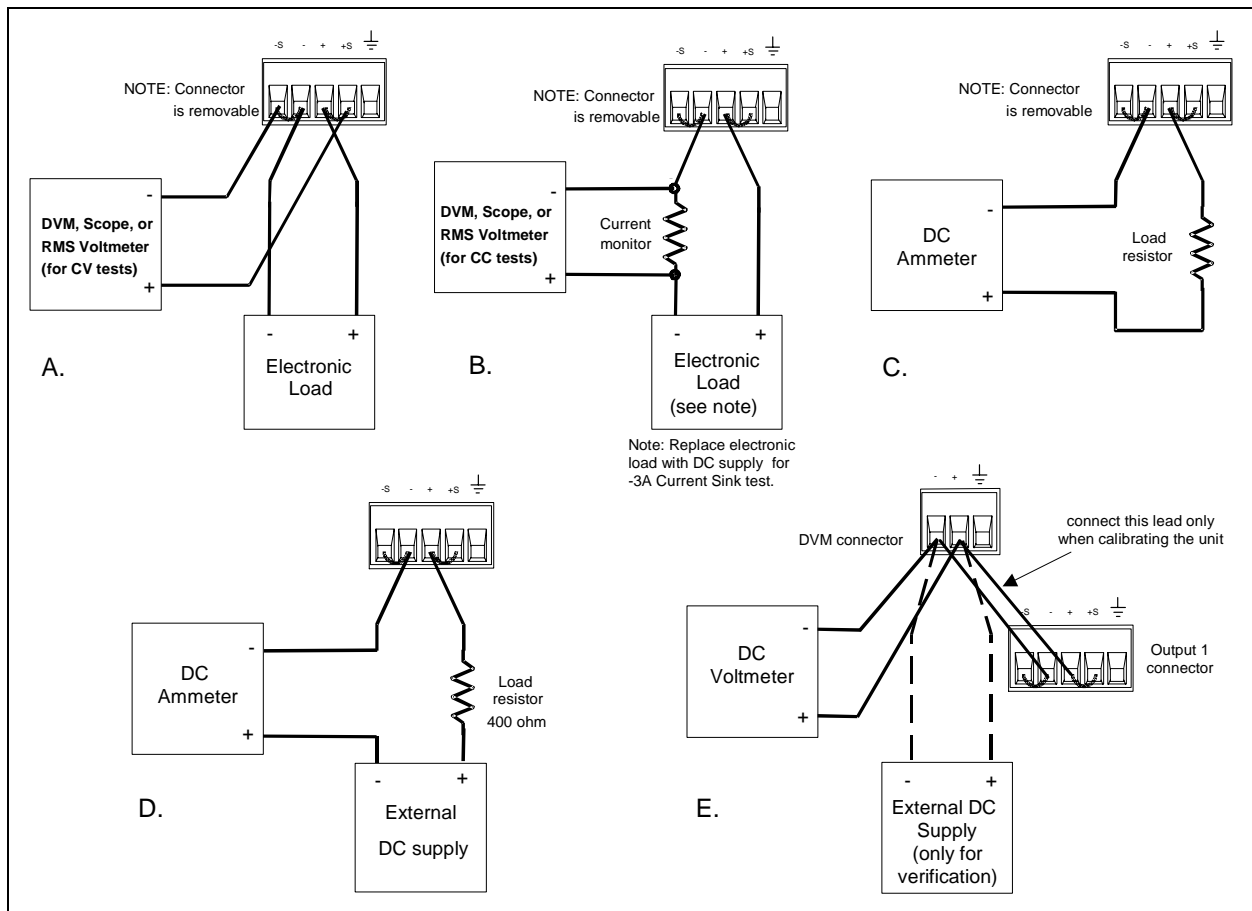 -S - + +S
NOTE: Connector
is removable
-
DVM, Scope, or
RMS Voltmeter
(for CV tests)
+
- +
Electronic
Load
A.
-S - + +S
NOTE: Connector
is removable
-
DVM, Scope, or
RMS Voltmeter
(for CC tests)
+
Current
monitor
- +
Electronic
Load
(see note)
B.
Note: Replace electronic
load with DC supply for
-3A Current Sink test.
-S - + +S
NOTE: Connector
is removable
-
DC
Ammeter
+
Load
resistor
C.
-S - + +S
-
DC
Ammeter
+
Load
resistor
400 ohm
- +
External
DC supply
D.
- +
DVM connector
connect this lead only
when calibrating the unit
-
DC
Voltmeter
+
-S - + +S
Output 1
connector
- +
External DC
Supply
(only for
verification)
E.